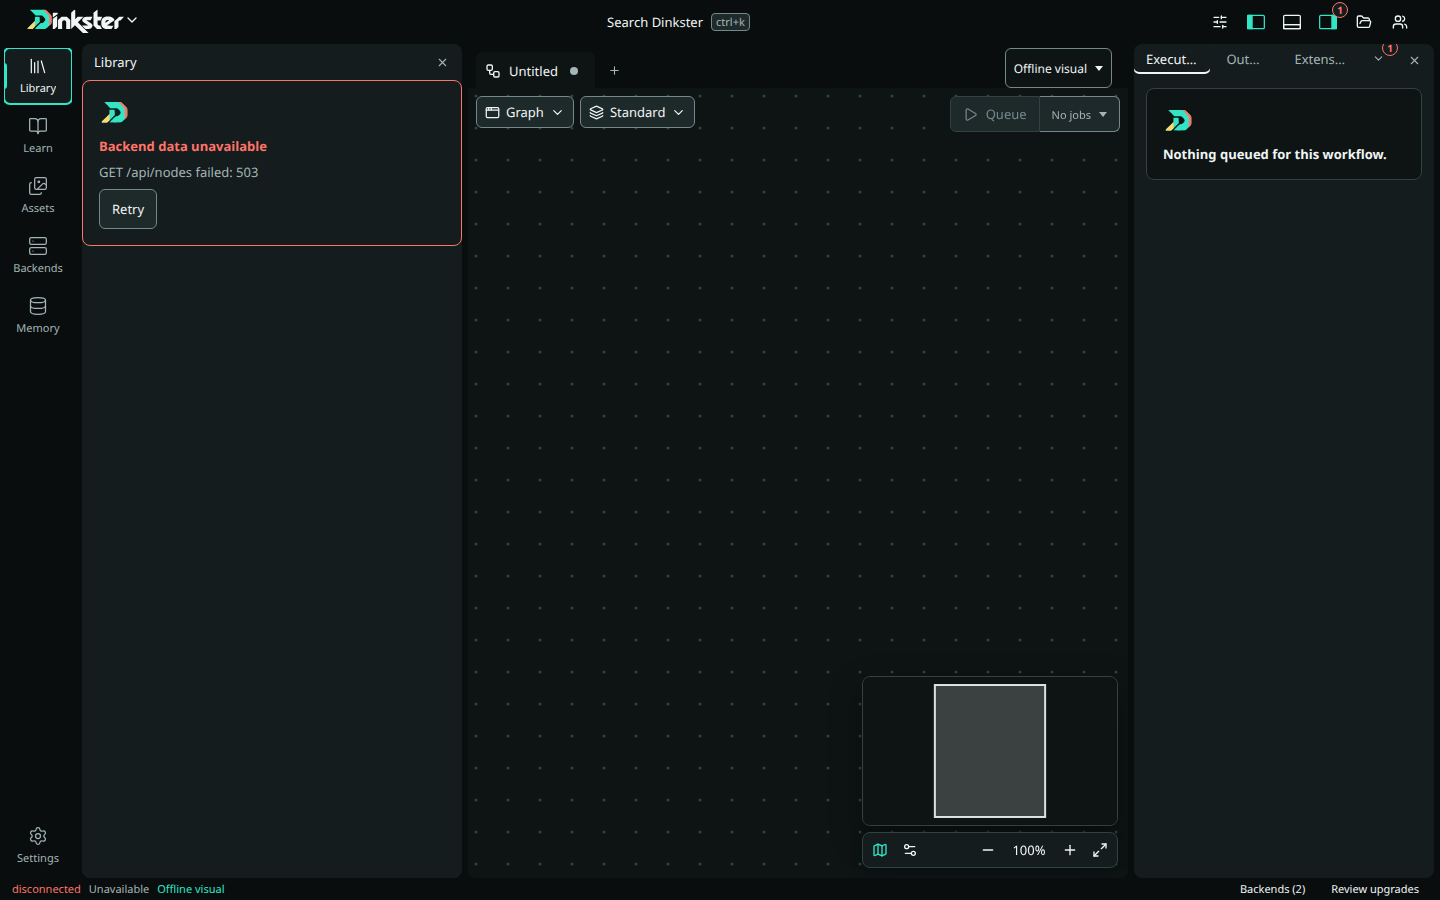 Dinkster
Search Dinkster ctrl+k
1
Library
Learn
Assets
Backends
Memory
Settings
Library
Backend data unavailable
GET /api/nodes failed: 503
Retry
Untitled
Offline visual
Graph
Standard
Queue
No jobs
100%
Execut...
Out...
Extens...
1
Nothing queued for this workflow.
disconnected Unavailable Offline visual
Backends (2)
Review upgrades